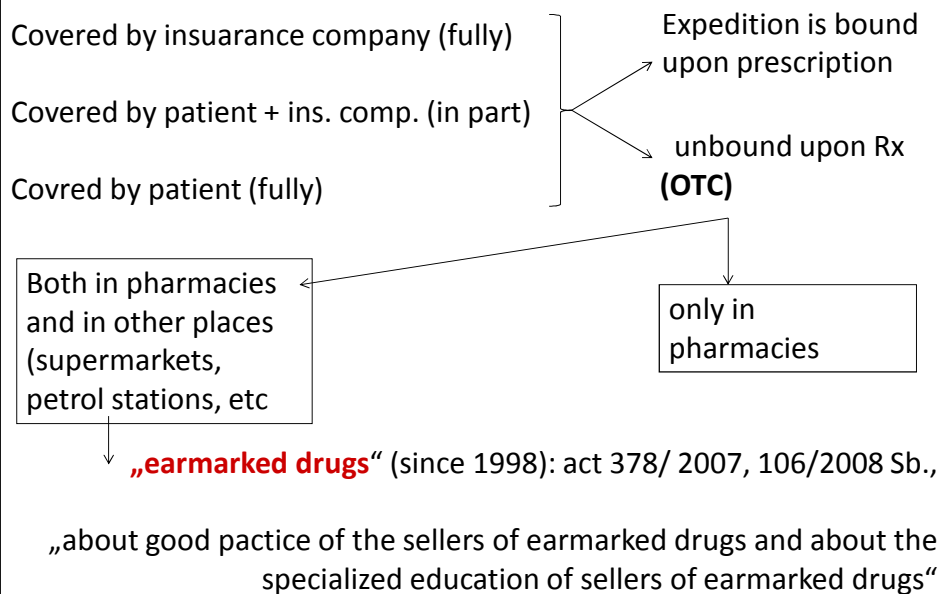 Covered by insuarance company (fully)
Covered by patient + ins. comp. (in part)
Covred by patient (fully)
Expedition is bound
upon prescription
unbound upon Rx
(OTC)
Both in pharmacies
and in other places
(supermarkets,
petrol stations, etc
only in
pharmacies
„earmarked drugs“ (since 1998): act 378/ 2007, 106/2008 Sb.,
„about good pactice of the sellers of earmarked drugs and about the
specialized education of sellers of earmarked drugs“